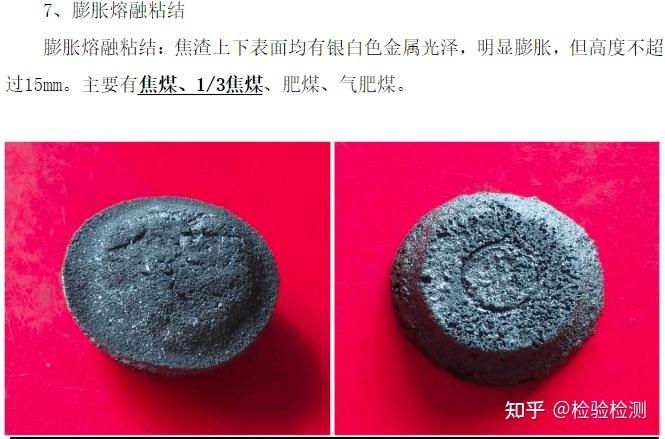 7、膨胀熔融粘结
膨胀熔融粘结：焦渣上下表面均有银白色金属光泽，明显膨胀，但高度不超
过15mm。主要有焦煤、1/3焦煤、肥煤、气肥煤。
知乎 @检验检测